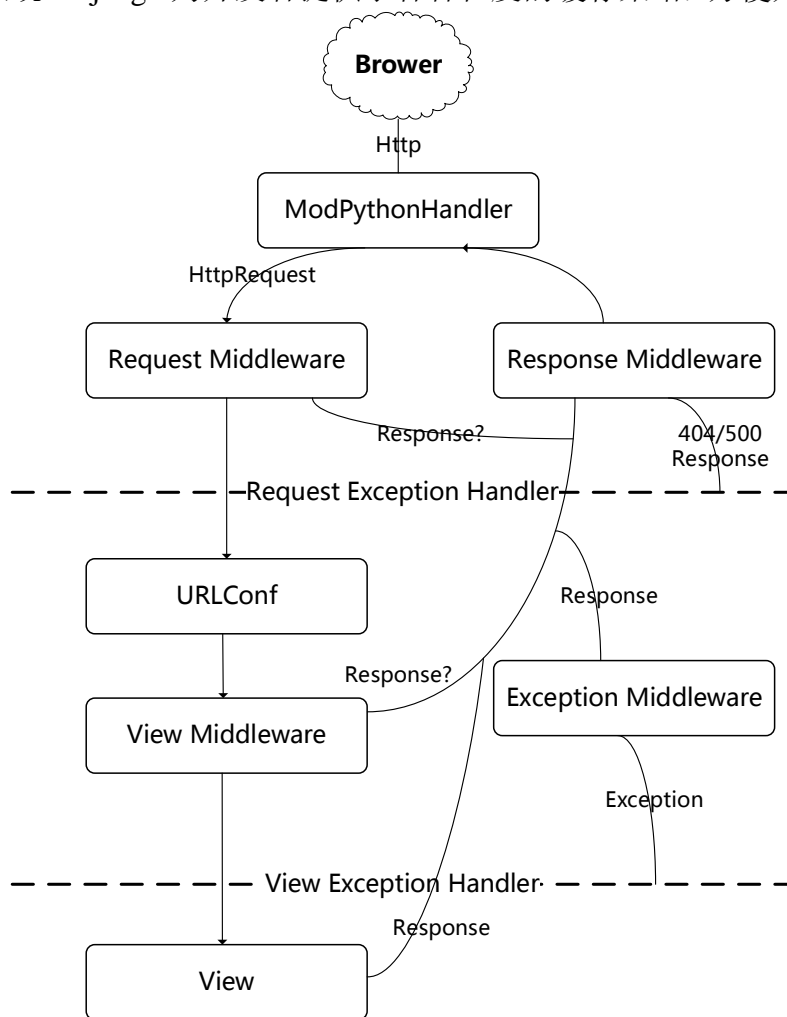 Brower
Http
ModPythonHandler
HttpRequest
Request Middleware
Response Middleware
Response?
404/500
Response
Request Exception Handler
URLConf
Response
Response?
Exception Middleware
View Middleware
Exception
View Exception Handler
Response
View